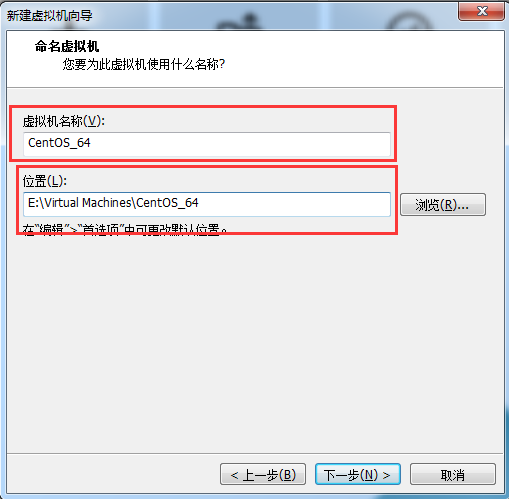 新建虚拟机向导
命名虚拟机
您要为此虚拟机使用什么名称?
虚拟机名称(V):
CentOS_64
位置(L):
E:\Virtual Machines\CentOS_64
浏览(R)...
在“编辑”>“首选项”中可更改默认位置。
< 上一步(B)
下一步(N) >
取消